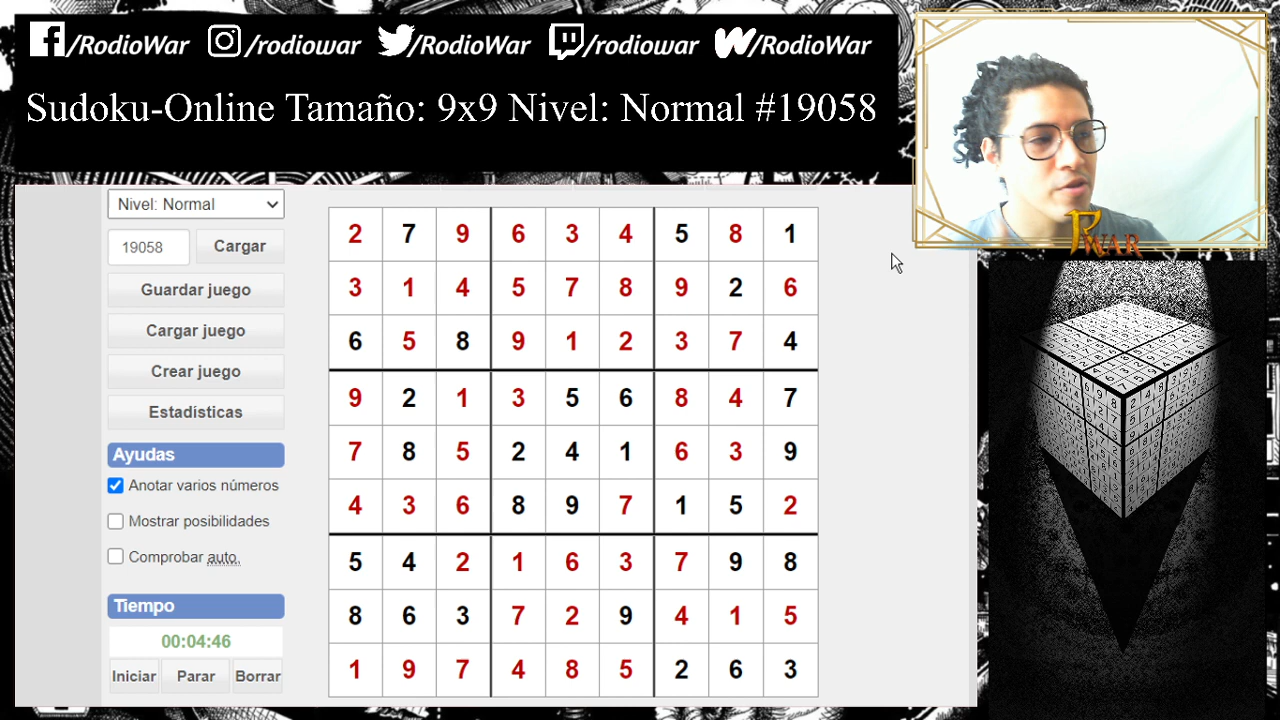 /RodioWar /rodiowar /RodioWar /rodiowar /RodioWar
Sudoku-Online Tamaño: 9x9 Nivel: Normal #19058
Nivel: Normal
19058 Cargar
Guardar juego
Cargar juego
Crear juego
Estadísticas
Ayudas
Anotar varios números
Mostrar posibilidades
Comprobar auto.
Tiempo
00:04:46
Iniciar Parar Borrar
2 7 9 6 3 4 5 8 1
3 1 4 5 7 8 9 2 6
6 5 8 9 1 2 3 7 4
9 2 1 3 5 6 8 4 7
7 8 5 2 4 1 6 3 9
4 3 6 8 9 7 1 5 2
5 4 2 1 6 3 7 9 8
8 6 3 7 2 9 4 1 5
1 9 7 4 8 5 2 6 3
WAR